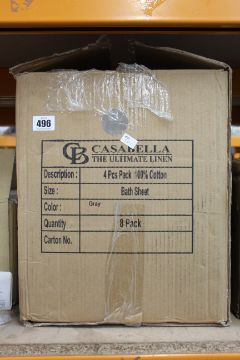 496
CB CASABELLA
THE ULTIMATE LINEN
Description : 4 Pcs Pack 100% Cotton
Size : Bath Sheet
Color : Gray
Quantity 8 Pack
Carton No.